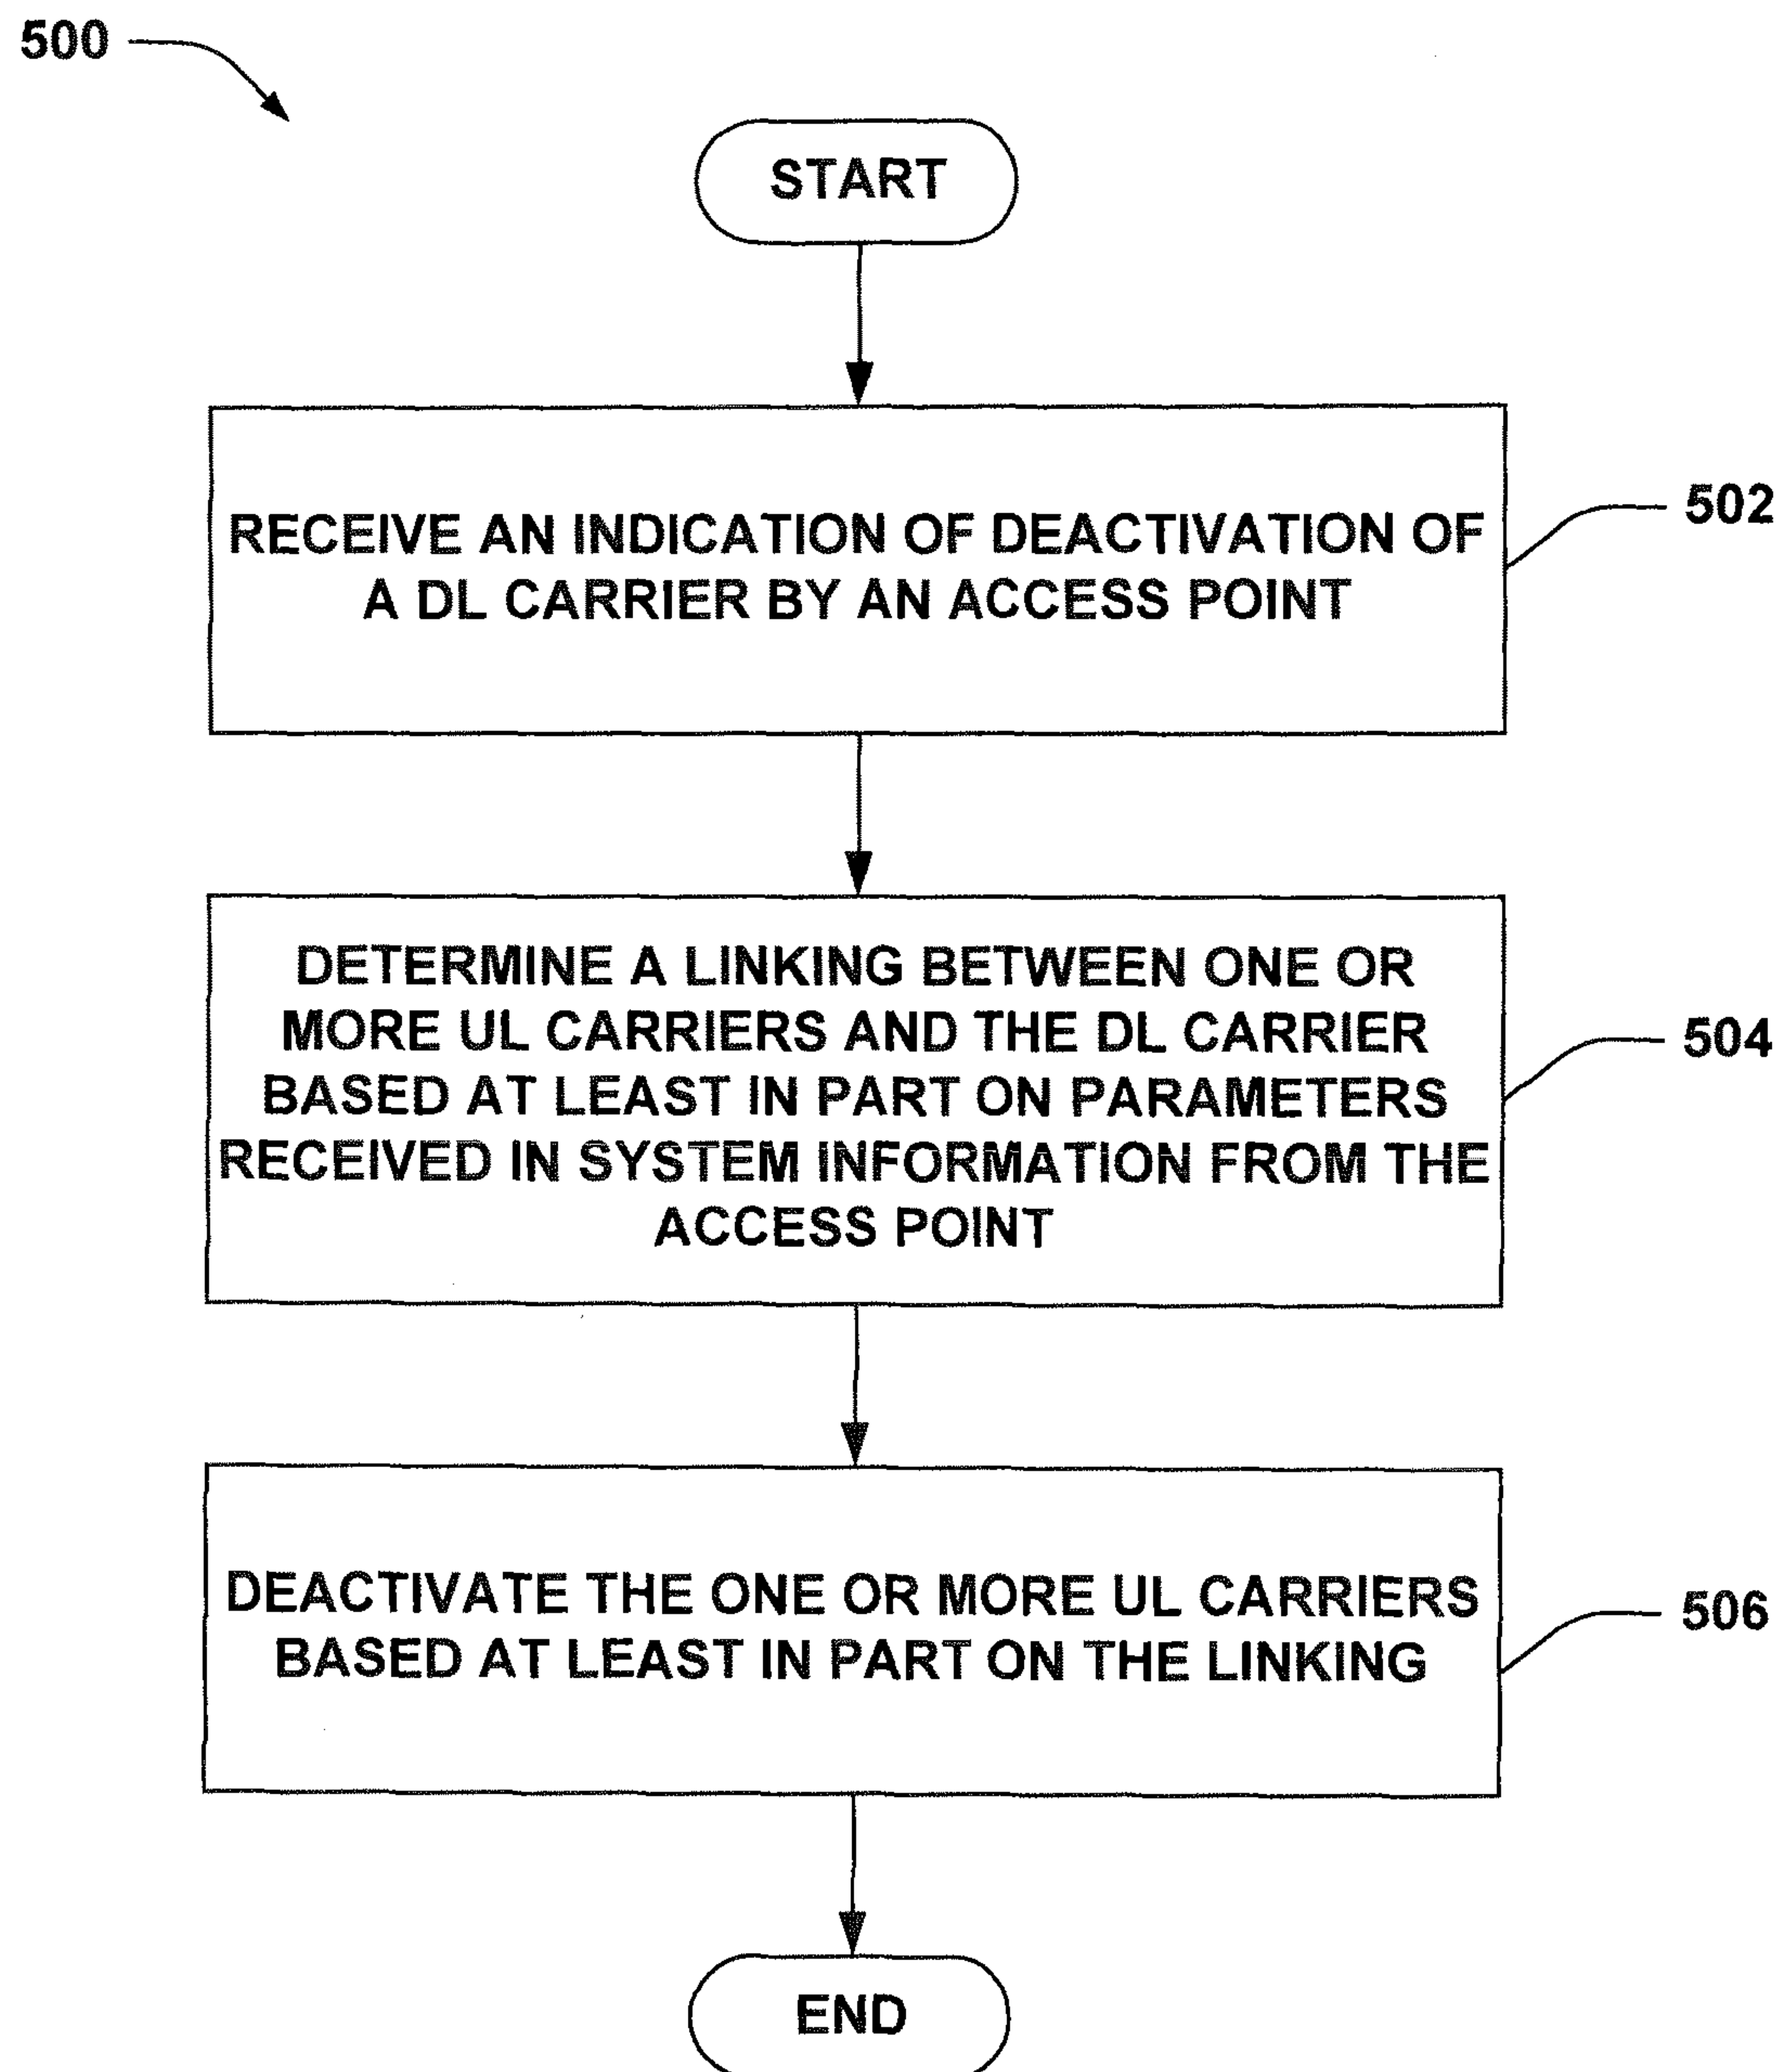 500
START
RECEIVE AN INDICATION OF DEACTIVATION OF
A DL CARRIER BY AN ACCESS POINT
502
DETERMINE A LINKING BETWEEN ONE OR
MORE UL CARRIERS AND THE DL CARRIER
BASED AT LEAST IN PART ON PARAMETERS
RECEIVED IN SYSTEM INFORMATION FROM THE
ACCESS POINT
504
DEACTIVATE THE ONE OR MORE UL CARRIERS
BASED AT LEAST IN PART ON THE LINKING
506
END